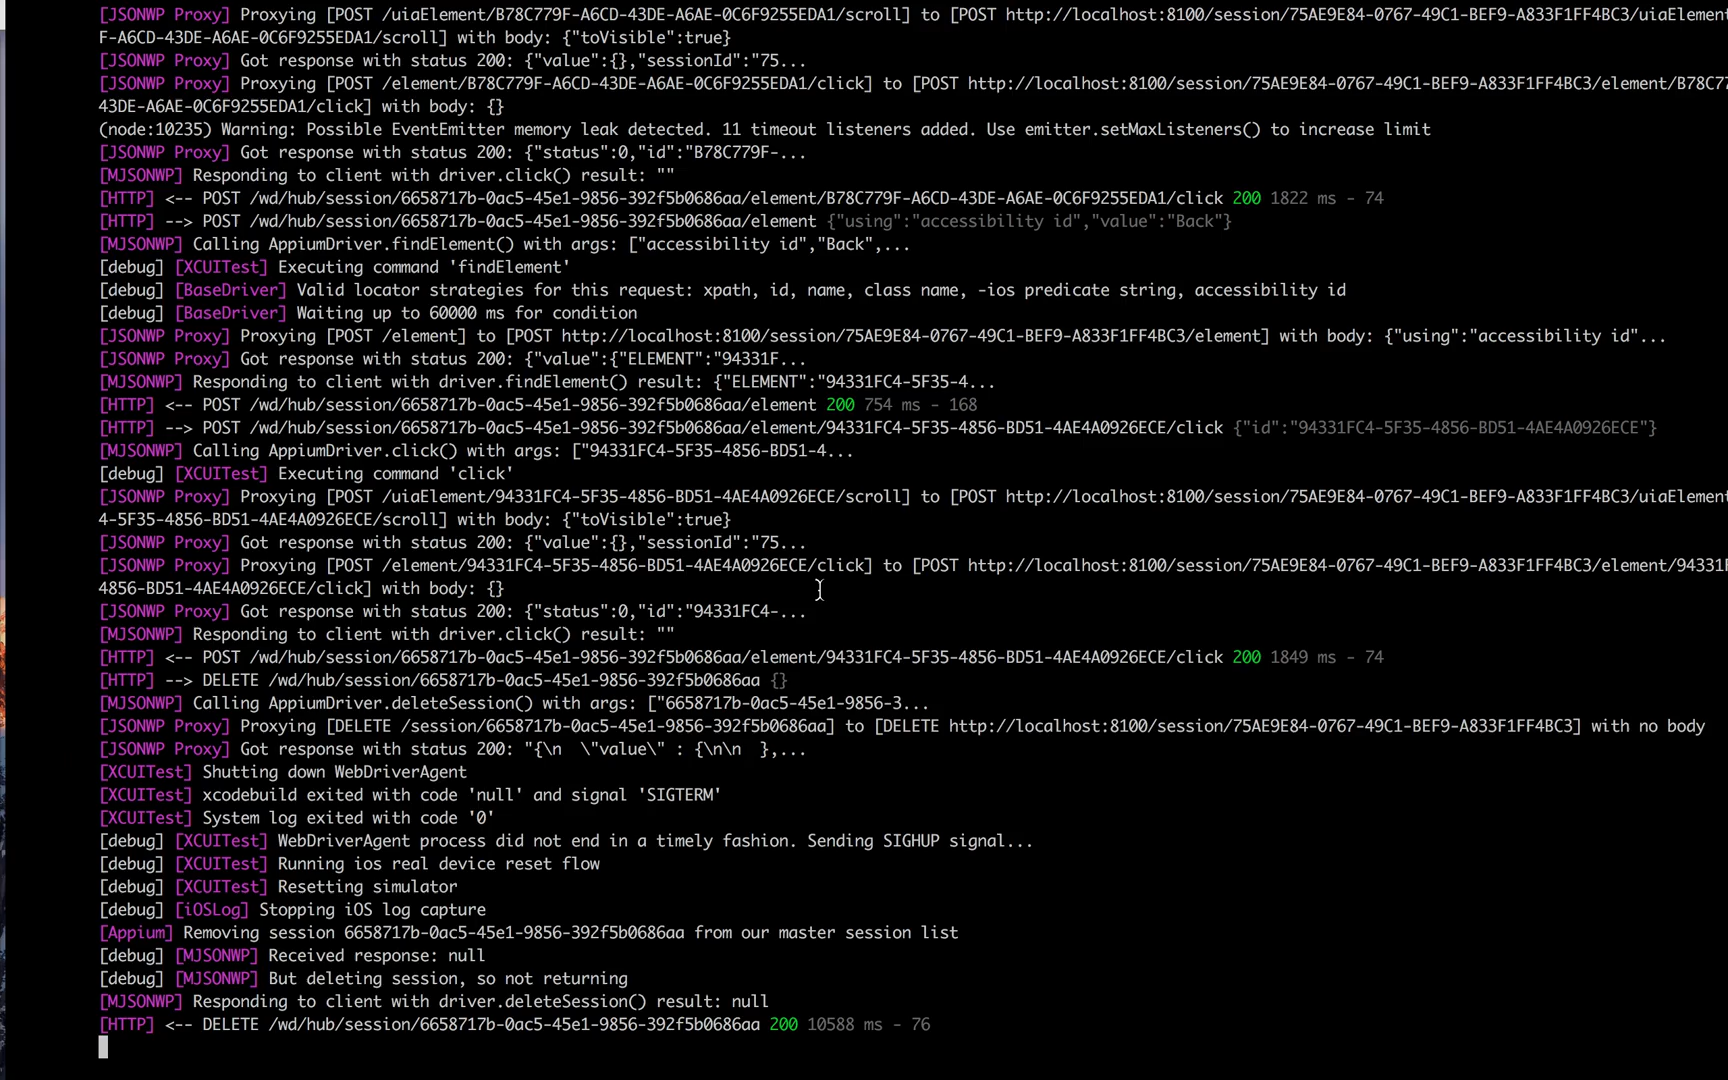 [JSONWP Proxy] Proxying [POST /uiaElement/B78C779F-A6CD-43DE-A6AE-0C6F9255EDA1/scroll] to [POST http://localhost:8100/session/75AE9E84-0767-49C1-BEF9-A833F1FF4BC3/uiaElement
F-A6CD-43DE-A6AE-0C6F9255EDA1/scroll] with body: {"toVisible":true}
[JSONWP Proxy] Got response with status 200: {"value":{},"sessionId":"75...
[JSONWP Proxy] Proxying [POST /element/B78C779F-A6CD-43DE-A6AE-0C6F9255EDA1/click] to [POST http://localhost:8100/session/75AE9E84-0767-49C1-BEF9-A833F1FF4BC3/element/B78C7
43DE-A6AE-0C6F9255EDA1/click] with body: {}
(node:10235) Warning: Possible EventEmitter memory leak detected. 11 timeout listeners added. Use emitter.setMaxListeners() to increase limit
[JSONWP Proxy] Got response with status 200: {"status":0,"id":"B78C779F-...
[MJSONWP] Responding to client with driver.click() result: ""
[HTTP] <-- POST /wd/hub/session/6658717b-0ac5-45e1-9856-392f5b0686aa/element/B78C779F-A6CD-43DE-A6AE-0C6F9255EDA1/click 200 1822 ms - 74
[HTTP] --> POST /wd/hub/session/6658717b-0ac5-45e1-9856-392f5b0686aa/element {"using":"accessibility id","value":"Back"}
[MJSONWP] Calling AppiumDriver.findElement() with args: ["accessibility id","Back",...
[debug] [XCUITest] Executing command 'findElement'
[debug] [BaseDriver] Valid locator strategies for this request: xpath, id, name, class name, -ios predicate string, accessibility id
[debug] [BaseDriver] Waiting up to 60000 ms for condition
[JSONWP Proxy] Proxying [POST /element] to [POST http://localhost:8100/session/75AE9E84-0767-49C1-BEF9-A833F1FF4BC3/element] with body: {"using":"accessibility id"...
[JSONWP Proxy] Got response with status 200: {"value":{"ELEMENT":"94331F...
[MJSONWP] Responding to client with driver.findElement() result: {"ELEMENT":"94331FC4-5F35-4...
[HTTP] <-- POST /wd/hub/session/6658717b-0ac5-45e1-9856-392f5b0686aa/element 200 754 ms - 168
[HTTP] --> POST /wd/hub/session/6658717b-0ac5-45e1-9856-392f5b0686aa/element/94331FC4-5F35-4856-BD51-4AE4A0926ECE/click {"id":"94331FC4-5F35-4856-BD51-4AE4A0926ECE"}
[MJSONWP] Calling AppiumDriver.click() with args: ["94331FC4-5F35-4856-BD51-4...
[debug] [XCUITest] Executing command 'click'
[JSONWP Proxy] Proxying [POST /uiaElement/94331FC4-5F35-4856-BD51-4AE4A0926ECE/scroll] to [POST http://localhost:8100/session/75AE9E84-0767-49C1-BEF9-A833F1FF4BC3/uiaElement
4-5F35-4856-BD51-4AE4A0926ECE/scroll] with body: {"toVisible":true}
[JSONWP Proxy] Got response with status 200: {"value":{},"sessionId":"75...
[JSONWP Proxy] Proxying [POST /element/94331FC4-5F35-4856-BD51-4AE4A0926ECE/click] to [POST http://localhost:8100/session/75AE9E84-0767-49C1-BEF9-A833F1FF4BC3/element/94331F
4856-BD51-4AE4A0926ECE/click] with body: {}
[JSONWP Proxy] Got response with status 200: {"status":0,"id":"94331FC4-...
[MJSONWP] Responding to client with driver.click() result: ""
[HTTP] <-- POST /wd/hub/session/6658717b-0ac5-45e1-9856-392f5b0686aa/element/94331FC4-5F35-4856-BD51-4AE4A0926ECE/click 200 1849 ms - 74
[HTTP] --> DELETE /wd/hub/session/6658717b-0ac5-45e1-9856-392f5b0686aa {}
[MJSONWP] Calling AppiumDriver.deleteSession() with args: ["6658717b-0ac5-45e1-9856-3...
[JSONWP Proxy] Proxying [DELETE /session/6658717b-0ac5-45e1-9856-392f5b0686aa] to [DELETE http://localhost:8100/session/75AE9E84-0767-49C1-BEF9-A833F1FF4BC3] with no body
[JSONWP Proxy] Got response with status 200: "{\n  \"value\" : {\n\n  },...
[XCUITest] Shutting down WebDriverAgent
[XCUITest] xcodebuild exited with code 'null' and signal 'SIGTERM'
[XCUITest] System log exited with code '0'
[debug] [XCUITest] WebDriverAgent process did not end in a timely fashion. Sending SIGHUP signal...
[debug] [XCUITest] Running ios real device reset flow
[debug] [XCUITest] Resetting simulator
[debug] [iOSLog] Stopping iOS log capture
[Appium] Removing session 6658717b-0ac5-45e1-9856-392f5b0686aa from our master session list
[debug] [MJSONWP] Received response: null
[debug] [MJSONWP] But deleting session, so not returning
[MJSONWP] Responding to client with driver.deleteSession() result: null
[HTTP] <-- DELETE /wd/hub/session/6658717b-0ac5-45e1-9856-392f5b0686aa 200 10588 ms - 76